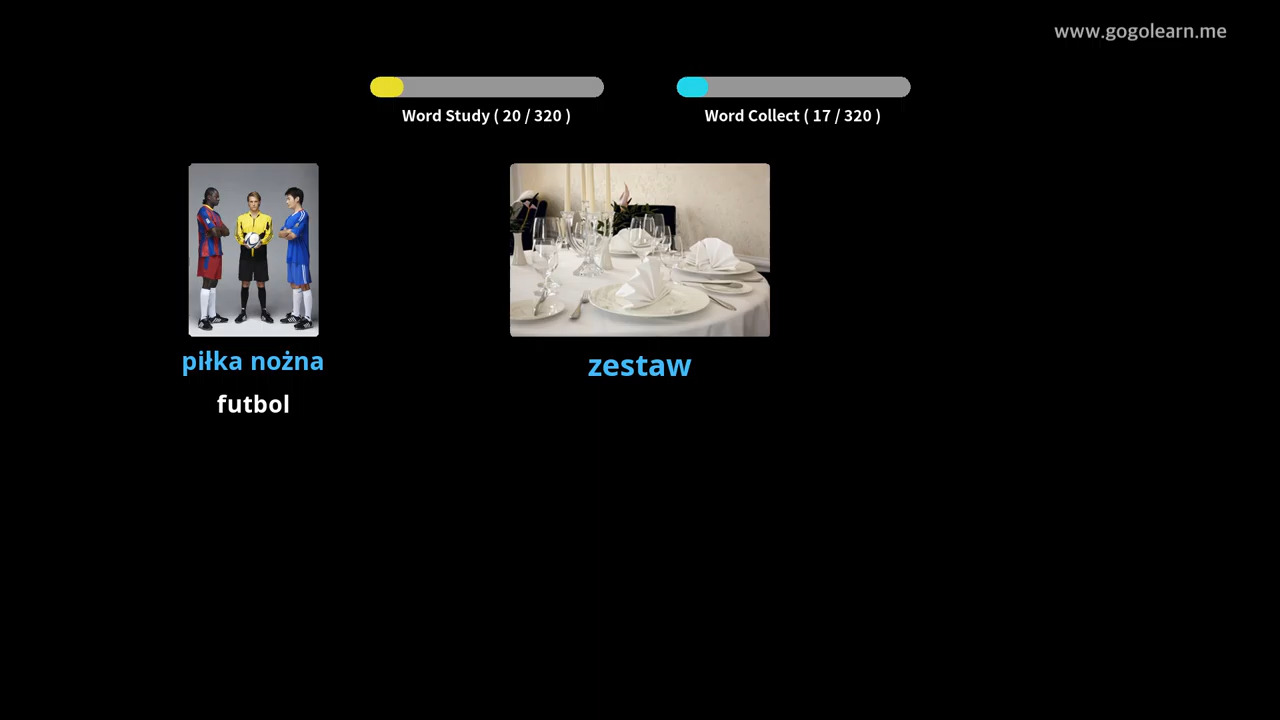 www.gogolearn.me
Word Study ( 20 / 320 )
Word Collect ( 17 / 320 )
piłka nożna
futbol
zestaw